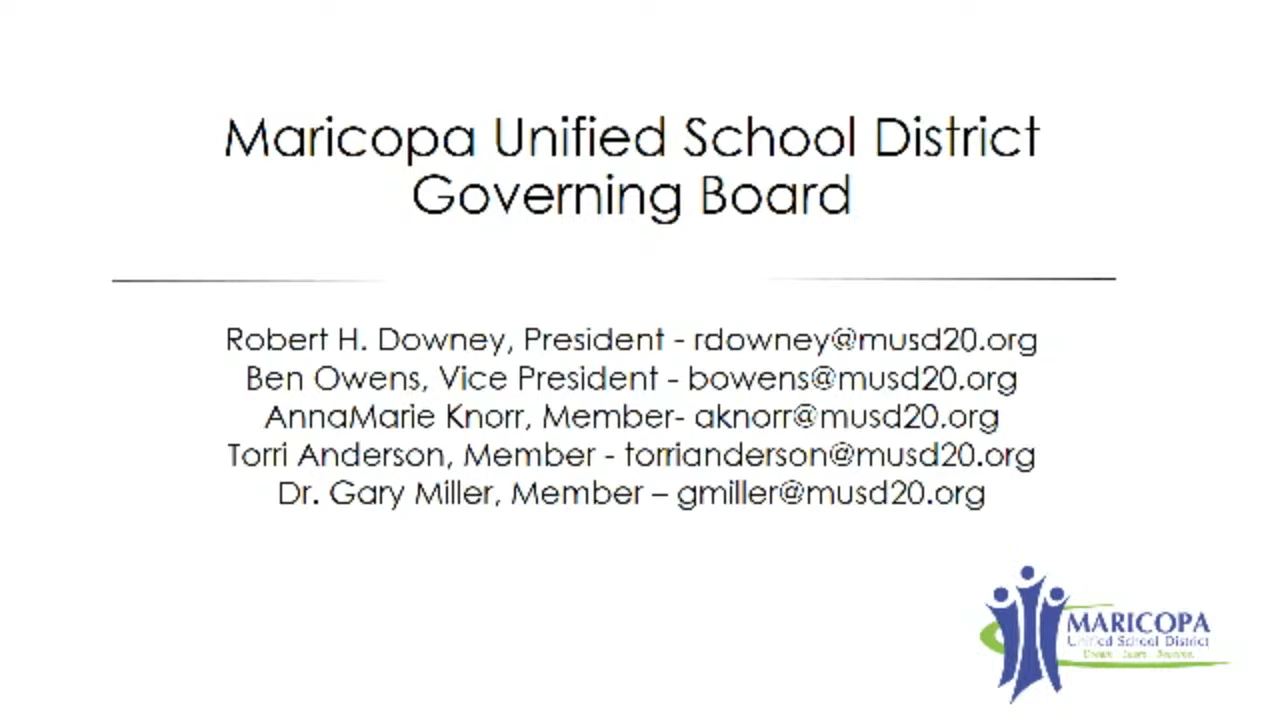 Maricopa Unified School District
Governing Board
Robert H. Downey, President - rdowney@musd20.org
Ben Owens, Vice President - bowens@musd20.org
AnnaMarie Knorr, Member- aknorr@musd20.org
Torri Anderson, Member - torrianderson@musd20.org
Dr. Gary Miller, Member – gmiller@musd20.org
MARICOPA
Unified School District